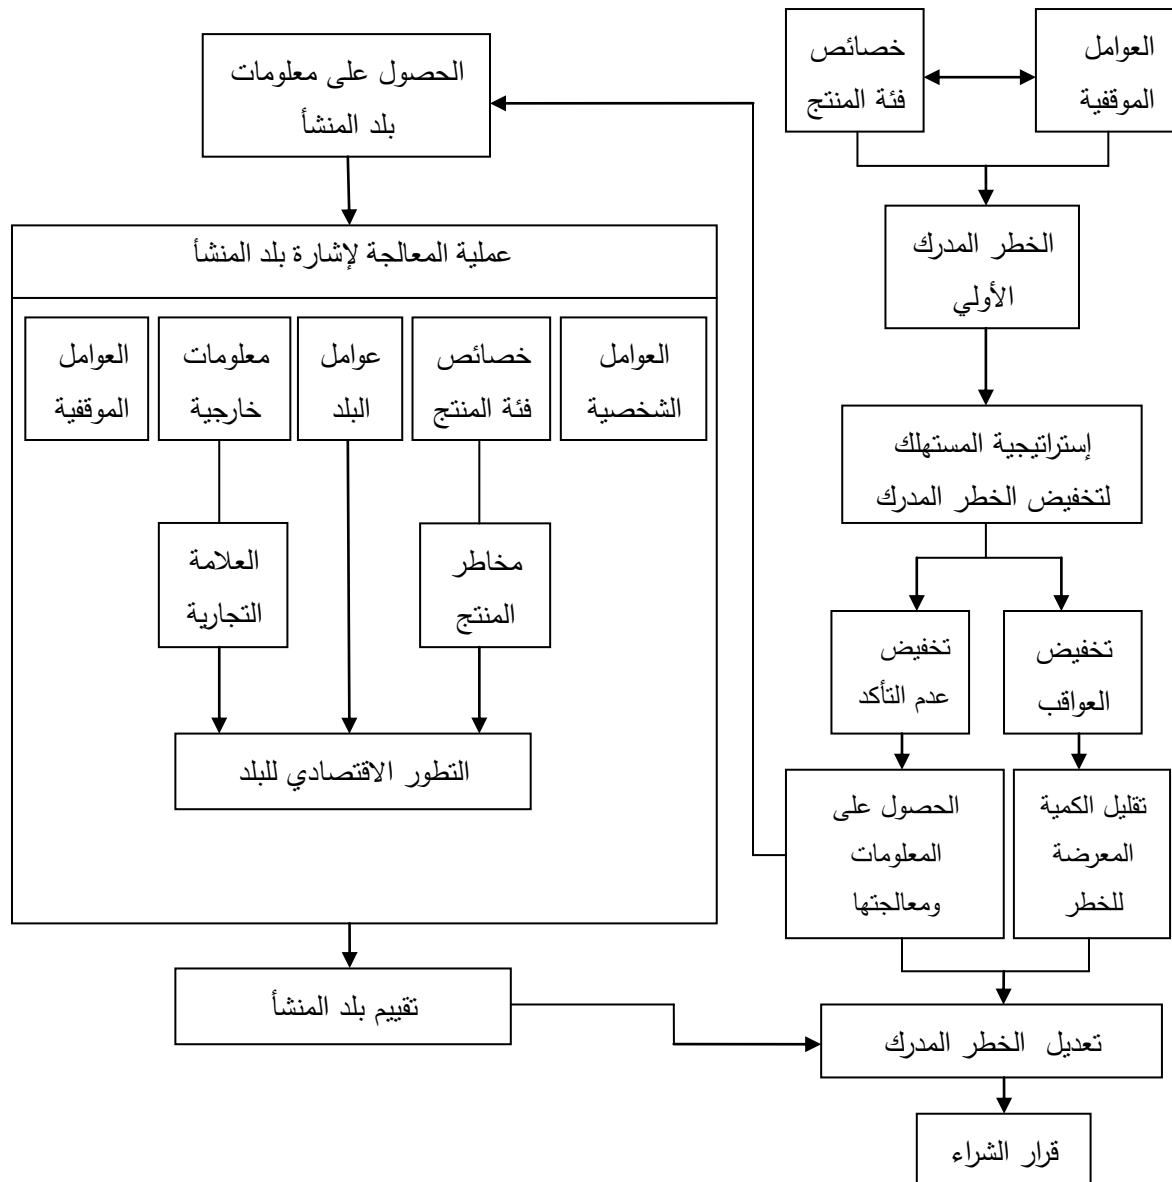 العوامل
الموقفية
خصائص
فئة المنتج
الخطر المدرك
الأولي
إستراتيجية المستهلك
لتخفيض الخطر المدرك
تخفيض
العواقب
تخفيض
عدم التأكد
تقليل الكمية
المعرضة
للخطر
الحصول على
المعلومات
ومعالجتها
الحصول على معلومات
بلد المنشأ
عملية المعالجة لإشارة بلد المنشأ
العوامل
الشخصية
خصائص
فئة المنتج
عوامل
البلد
معلومات
خارجية
العوامل
الموقفية
مخاطر
المنتج
العلامة
التجارية
التطور الاقتصادي للبلد
تقييم بلد المنشأ
تعديل الخطر المدرك
قرار الشراء